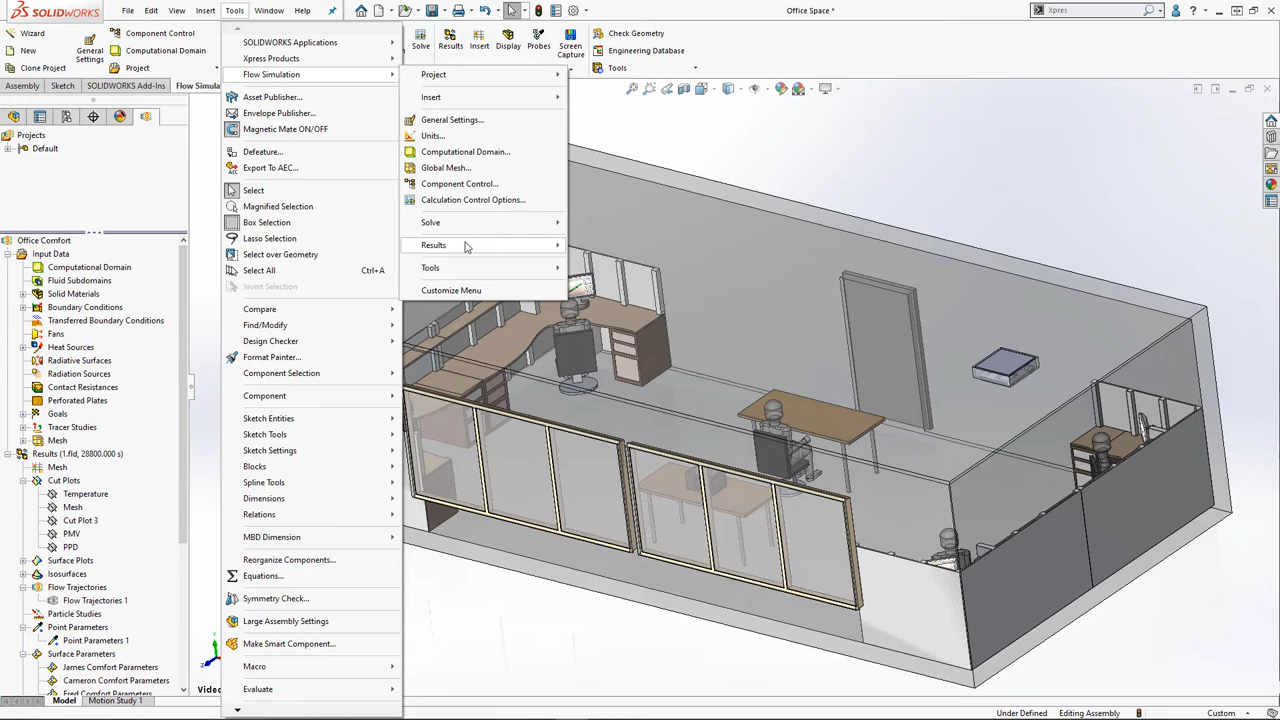 SOLIDWORKS
File
Edit
View
Insert
Tools
Window
Help
Office Space *
Xpres
Wizard
New
Clone Project
General Settings
Component Control
Computational Domain
Project
Solve
Results
Insert
Display
Probes
Screen Capture
Check Geometry
Engineering Database
Tools
Assembly
Sketch
SOLIDWORKS Add-Ins
Flow Simula
Projects
Default
Office Comfort
Input Data
Computational Domain
Fluid Subdomains
Solid Materials
Boundary Conditions
Transferred Boundary Conditions
Fans
Heat Sources
Radiative Surfaces
Radiation Sources
Contact Resistances
Perforated Plates
Goals
Tracer Studies
Mesh
Results (1.fld, 28800.000 s)
Mesh
Cut Plots
Temperature
Mesh
Cut Plot 3
PMV
PPD
Surface Plots
Isosurfaces
Flow Trajectories
Flow Trajectories 1
Particle Studies
Point Parameters
Point Parameters 1
Surface Parameters
James Comfort Parameters
Cameron Comfort Parameters
Fred Comfort Parameters
SOLIDWORKS Applications
Xpress Products
Flow Simulation
Asset Publisher...
Envelope Publisher...
Magnetic Mate ON/OFF
Defeature...
Export To AEC...
Select
Magnified Selection
Box Selection
Lasso Selection
Select over Geometry
Select All Ctrl+A
Invert Selection
Compare
Find/Modify
Design Checker
Format Painter...
Component Selection
Component
Sketch Entities
Sketch Tools
Sketch Settings
Blocks
Spline Tools
Dimensions
Relations
MBD Dimension
Reorganize Components...
Equations...
Symmetry Check...
Large Assembly Settings
Make Smart Component...
Macro
Evaluate
Project
Insert
General Settings...
Units...
Computational Domain...
Global Mesh...
Component Control...
Calculation Control Options...
Solve
Results
Tools
Customize Menu
Z
Video
Model
Motion Study 1
Under Defined
Editing Assembly
Custom